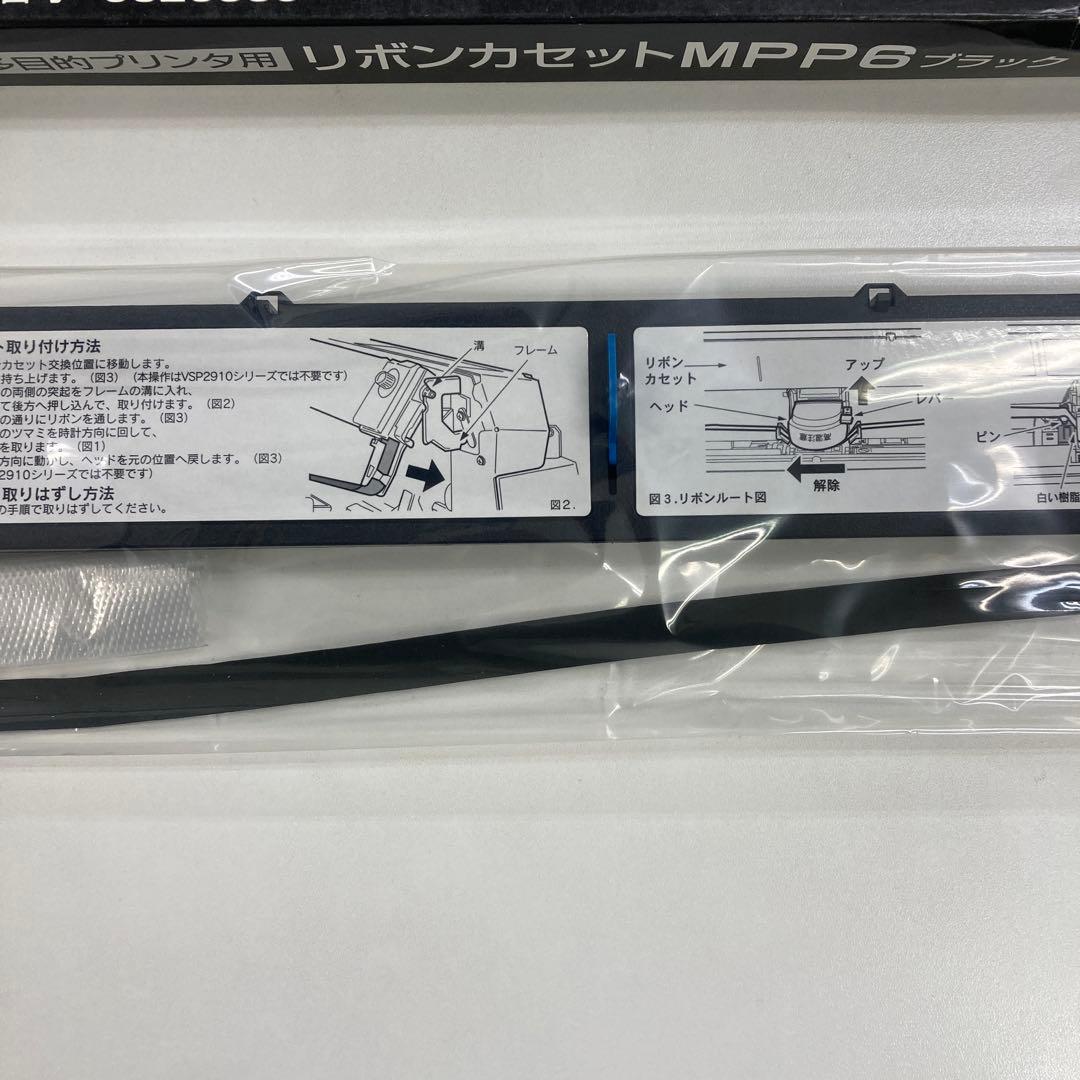 多目的プリンタ用 リボンカセットMPP6 ブラック
ト取り付け方法
ンカセット交換位置に移動します。
持ち上げます。(図3)(本操作はVSP2910シリーズでは不要です)
の両側の突起をフレームの溝に入れ、
て後方へ押し込んで、取り付けます。(図2)
の通りにリボンを通します。(図3)
のツマミを時計方向に回して、
を取ります。(図1)
方向に動かし、ヘッドを元の位置へ戻します。(図3)
2910シリーズでは不要です)
取りはずし方法
の手順で取りはずしてください。
溝
フレーム
図2.
リボン
カセット
アップ
ヘッド
レバー
高温注意
ピン
解除
図3.リボンルート図
白い樹脂